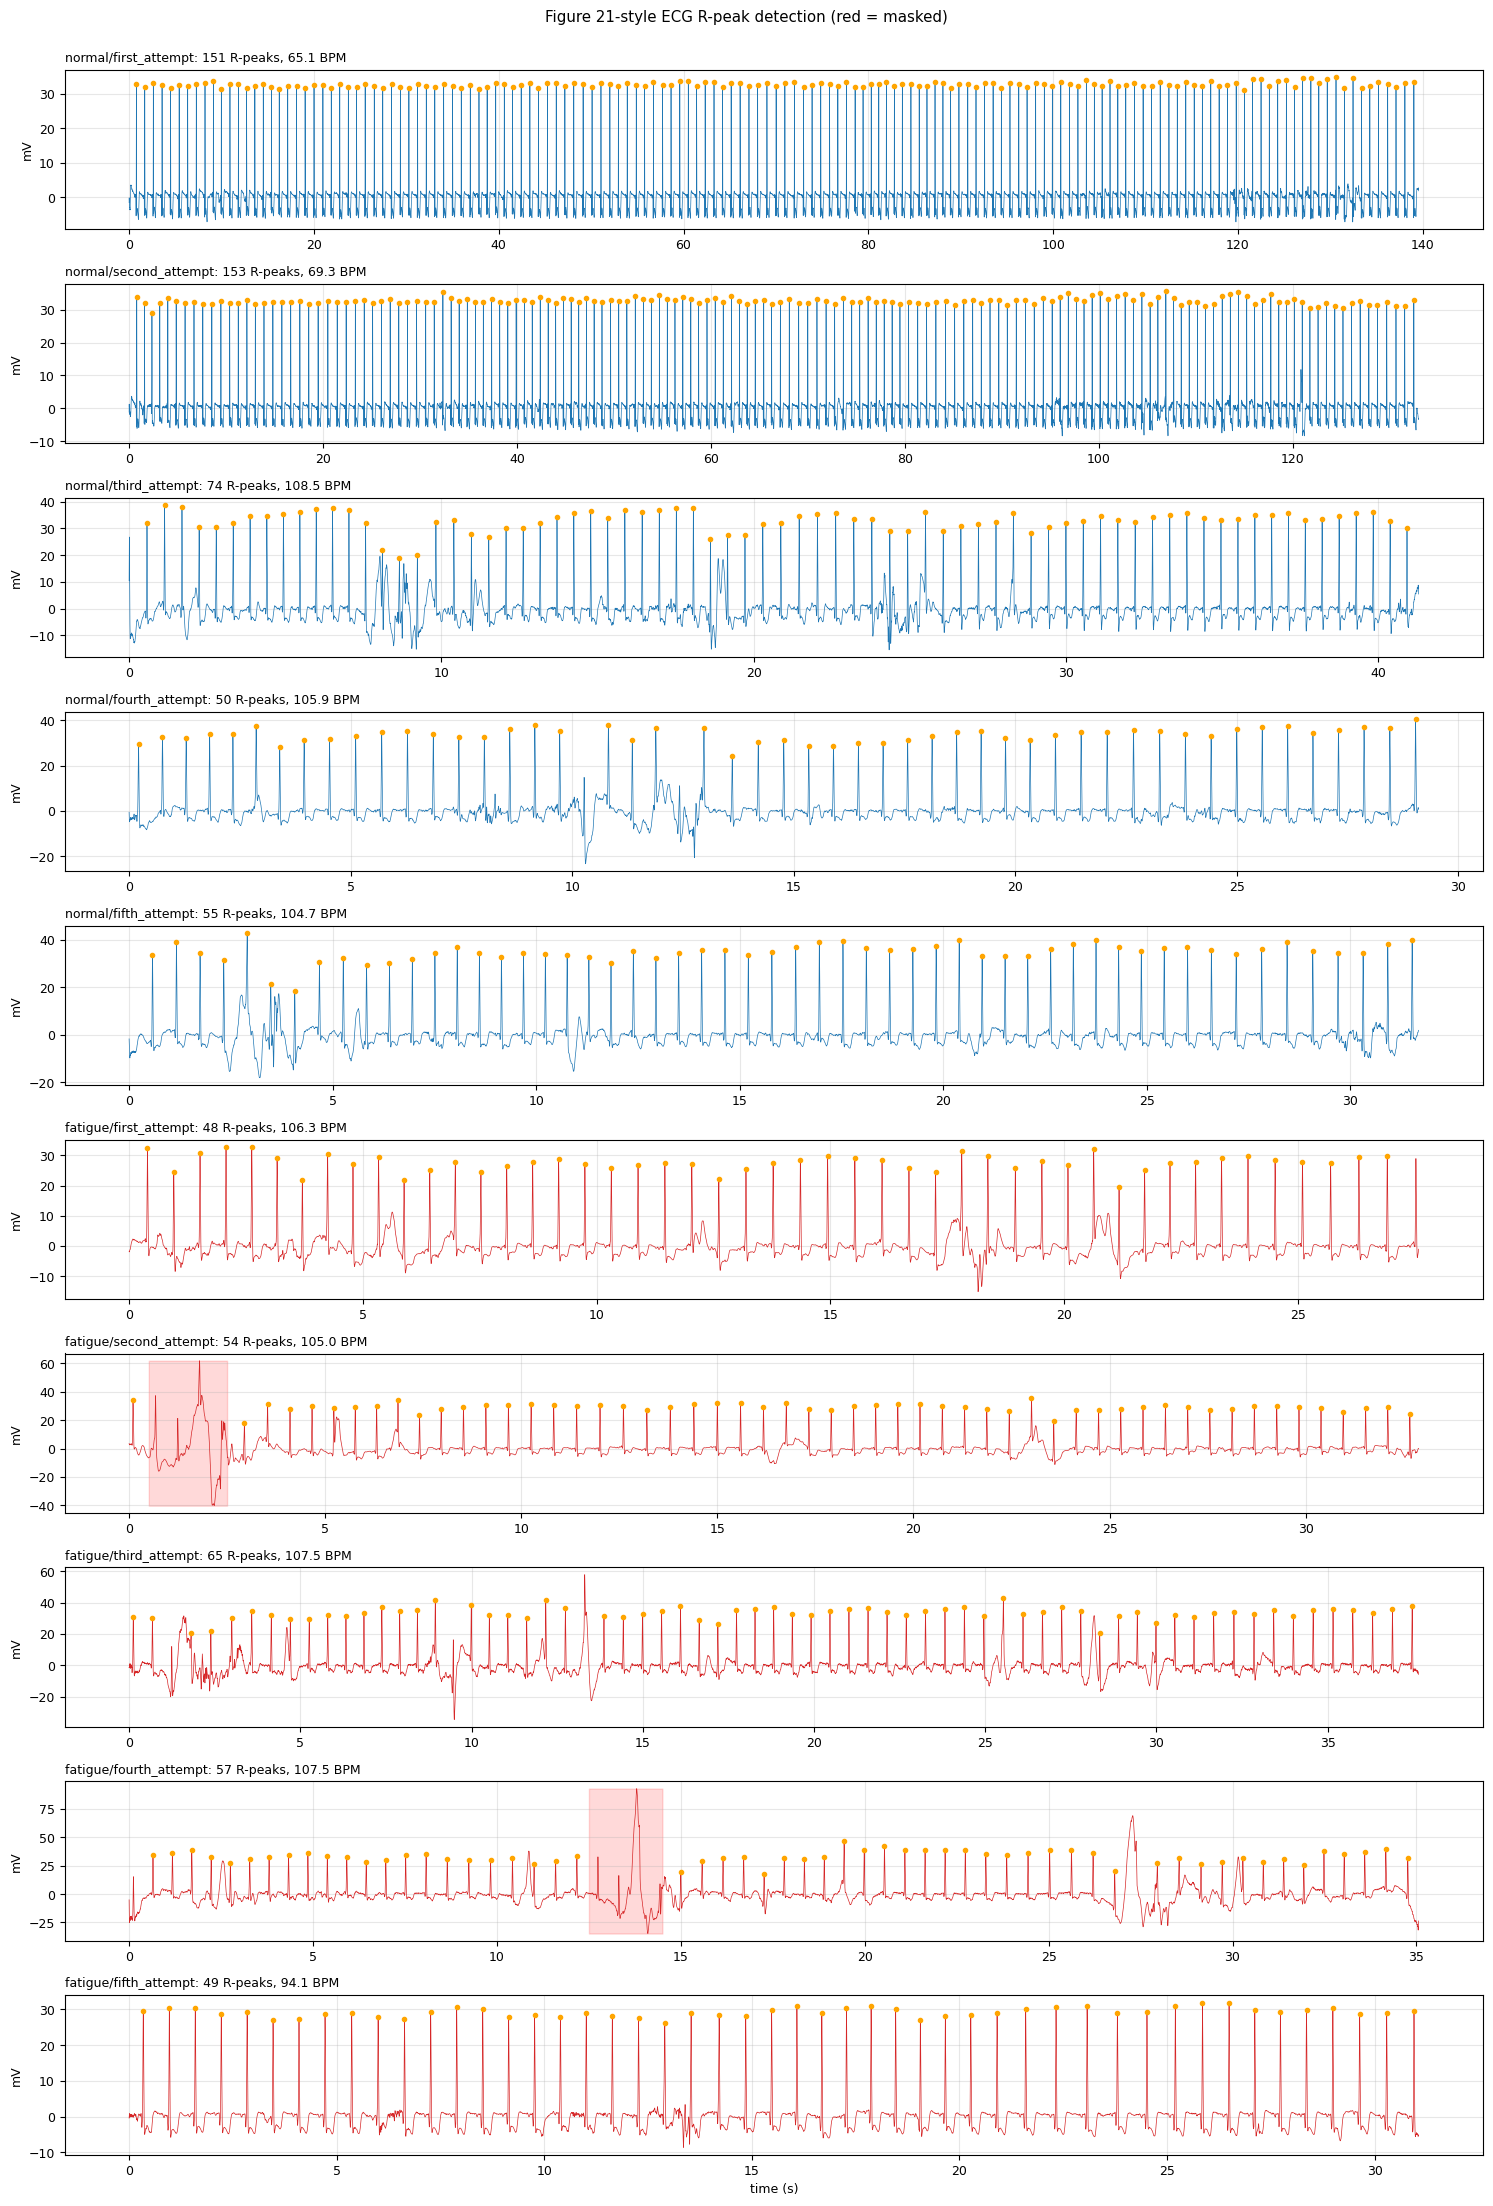 Figure 21-style ECG R-peak detection (red = masked)
normal/first_attempt: 151 R-peaks, 65.1 BPM
mV
30
20
10
0
0 20 40 60 80 100 120 140
normal/second_attempt: 153 R-peaks, 69.3 BPM
mV
30
20
10
0
−10
0 20 40 60 80 100 120
normal/third_attempt: 74 R-peaks, 108.5 BPM
mV
40
30
20
10
0
−10
0 10 20 30 40
normal/fourth_attempt: 50 R-peaks, 105.9 BPM
mV
40
20
0
−20
0 5 10 15 20 25 30
normal/fifth_attempt: 55 R-peaks, 104.7 BPM
mV
40
20
0
−20
0 5 10 15 20 25 30
fatigue/first_attempt: 48 R-peaks, 106.3 BPM
mV
30
20
10
0
−10
0 5 10 15 20 25
fatigue/second_attempt: 54 R-peaks, 105.0 BPM
mV
60
40
20
0
−20
−40
0 5 10 15 20 25 30
fatigue/third_attempt: 65 R-peaks, 107.5 BPM
mV
60
40
20
0
−20
0 5 10 15 20 25 30 35
fatigue/fourth_attempt: 57 R-peaks, 107.5 BPM
mV
75
50
25
0
−25
0 5 10 15 20 25 30 35
fatigue/fifth_attempt: 49 R-peaks, 94.1 BPM
mV
30
20
10
0
−10
0 5 10 15 20 25 30
time (s)